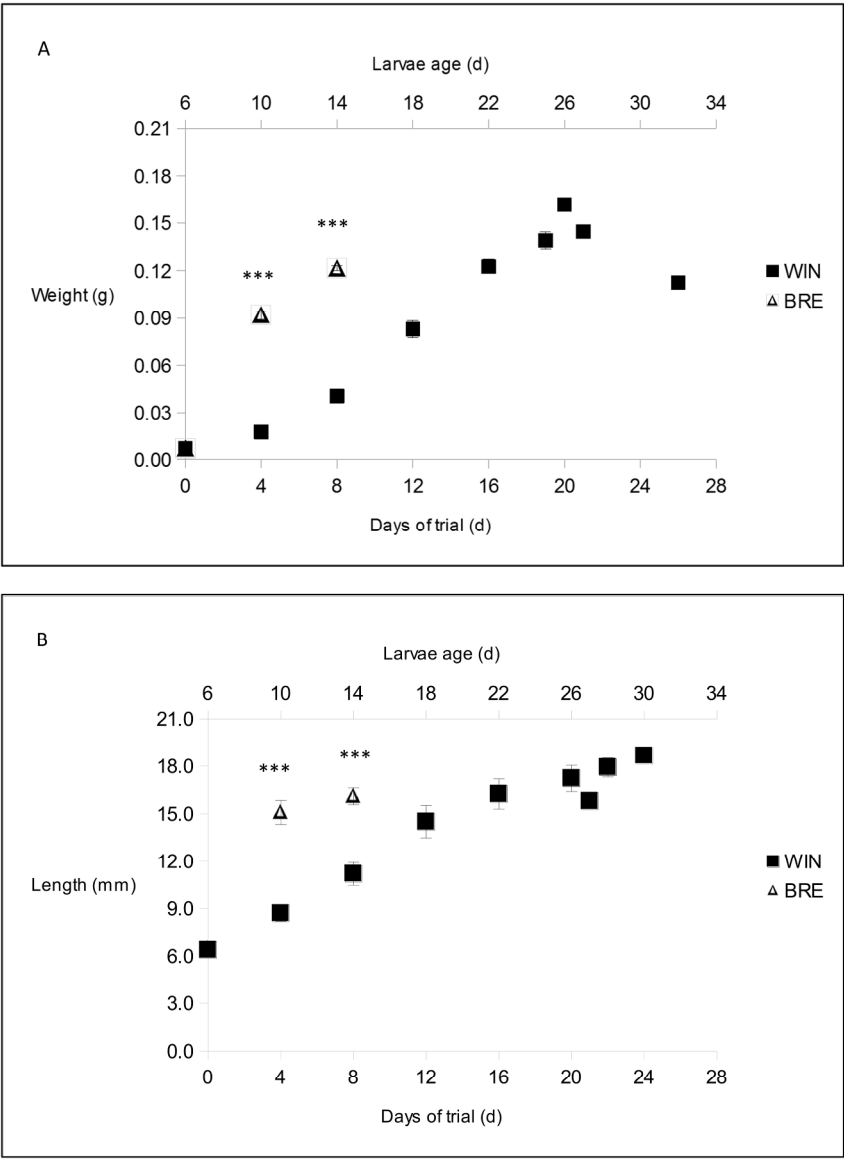 A
Larvae age (d)
6 10 14 18 22 26 30 34
0.21
0.18
0.15
***
0.12
***
Weight (g)
WIN
BRE
0.09
0.06
0.03
0.00
0 4 8 12 16 20 24 28
Days of trial (d)
B
Larvae age (d)
6 10 14 18 22 26 30 34
21.0
***
***
18.0
15.0
12.0
WIN
Length (mm)
BRE
9.0
6.0
3.0
0.0
0 4 8 12 16 20 24 28
Days of trial (d)